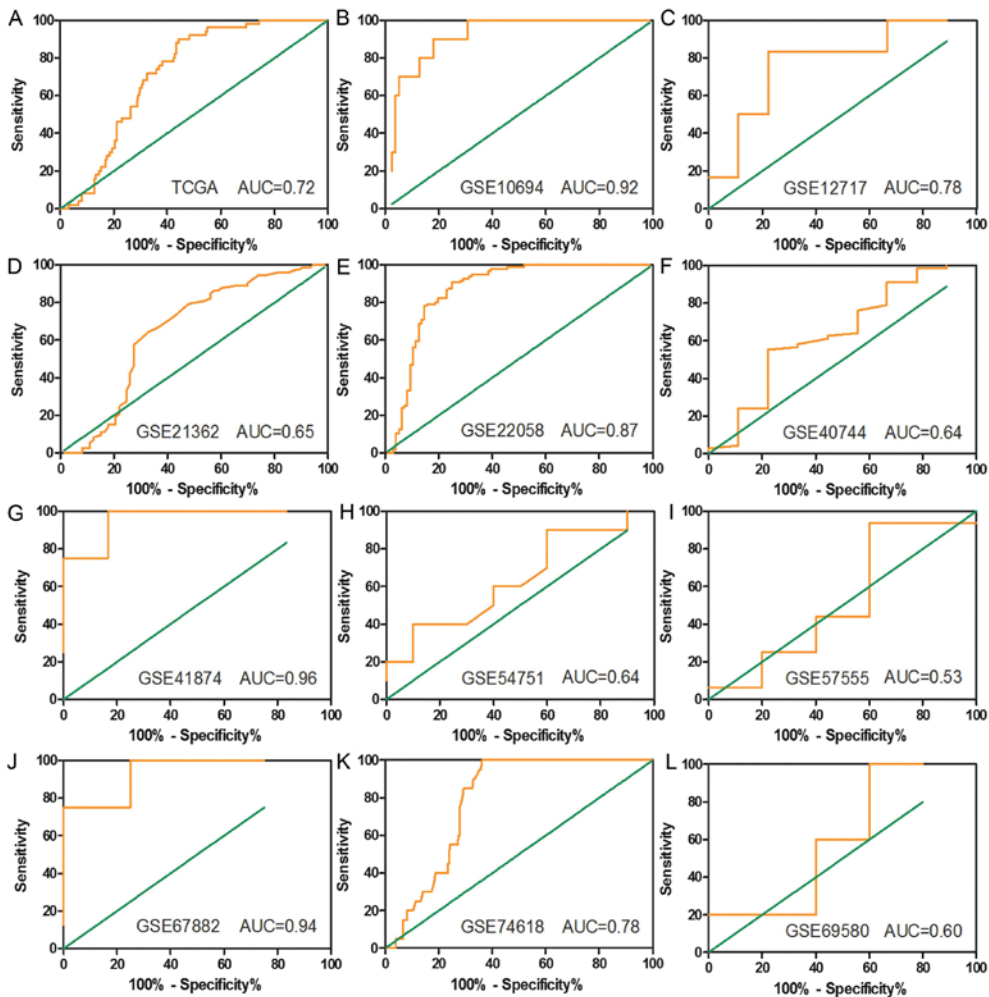 A
Sensitivity
100
80
60
40
20
0
TCGA AUC=0.72
0 20 40 60 80 100
100% - Specificity%
B
Sensitivity
100
80
60
40
20
0
GSE10694 AUC=0.92
0 20 40 60 80 100
100% - Specificity%
C
Sensitivity
100
80
60
40
20
0
GSE12717 AUC=0.78
0 20 40 60 80 100
100% - Specificity%
D
Sensitivity
100
80
60
40
20
0
GSE21362 AUC=0.65
0 20 40 60 80 100
100% - Specificity%
E
Sensitivity
100
80
60
40
20
0
GSE22058 AUC=0.87
0 20 40 60 80 100
100% - Specificity%
F
Sensitivity
100
80
60
40
20
0
GSE40744 AUC=0.64
0 20 40 60 80 100
100% - Specificity%
G
Sensitivity
100
80
60
40
20
0
GSE41874 AUC=0.96
0 20 40 60 80 100
100% - Specificity%
H
Sensitivity
100
80
60
40
20
0
GSE54751 AUC=0.64
0 20 40 60 80 100
100% - Specificity%
I
Sensitivity
100
80
60
40
20
0
GSE57555 AUC=0.53
0 20 40 60 80 100
100% - Specificity%
J
Sensitivity
100
80
60
40
20
0
GSE67882 AUC=0.94
0 20 40 60 80 100
100% - Specificity%
K
Sensitivity
100
80
60
40
20
0
GSE74618 AUC=0.78
0 20 40 60 80 100
100% - Specificity%
L
Sensitivity
100
80
60
40
20
0
GSE69580 AUC=0.60
0 20 40 60 80 100
100% - Specificity%